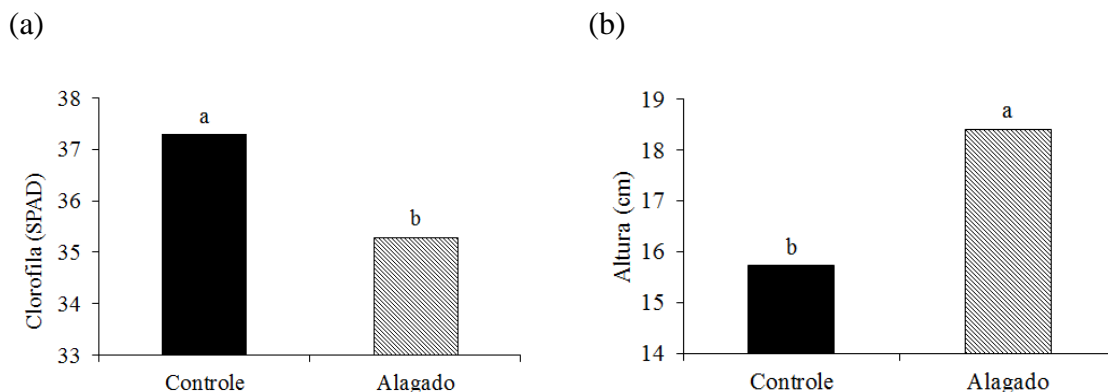 (a)
Clorofila (SPAD)
38
37
36
35
34
33
a
b
Controle
Alagado
(b)
Altura (cm)
19
18
17
16
15
14
b
a
Controle
Alagado